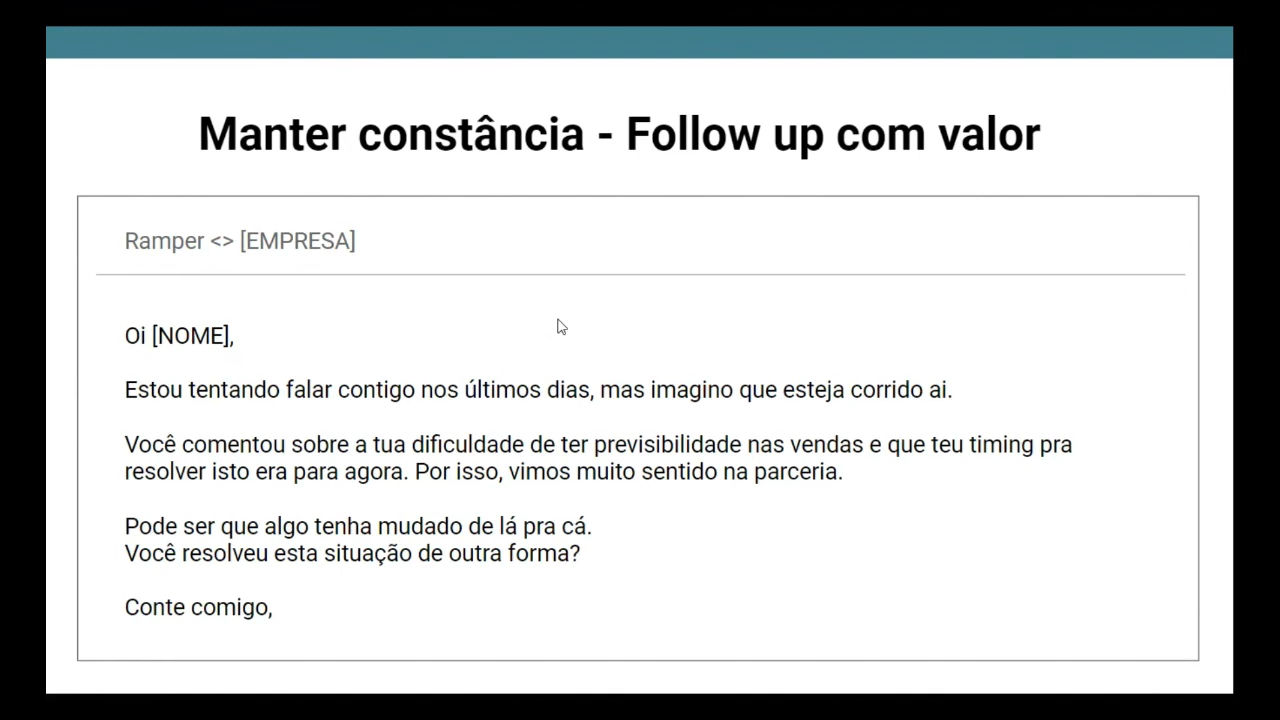 Manter constância - Follow up com valor
Ramper <> [EMPRESA]
Oi [NOME],
Estou tentando falar contigo nos últimos dias, mas imagino que esteja corrido ai.
Você comentou sobre a tua dificuldade de ter previsibilidade nas vendas e que teu timing pra
resolver isto era para agora. Por isso, vimos muito sentido na parceria.
Pode ser que algo tenha mudado de lá pra cá.
Você resolveu esta situação de outra forma?
Conte comigo,